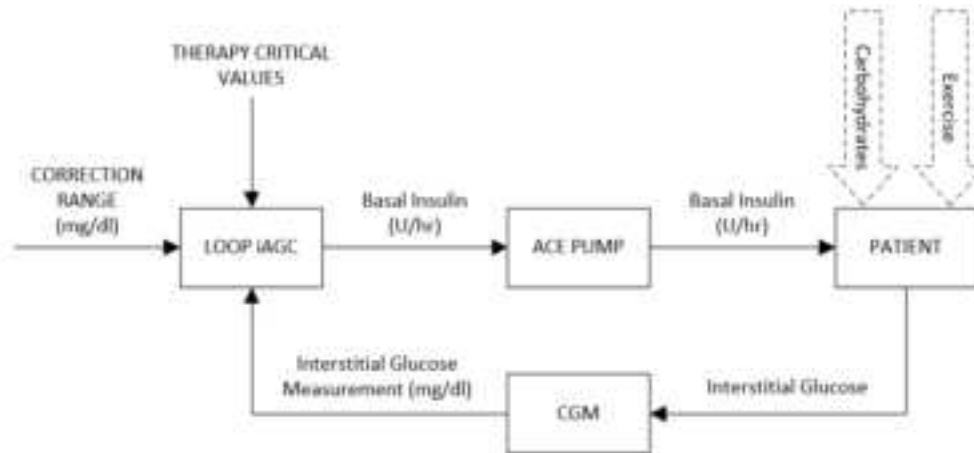 THERAPY CRITICAL
VALUES
Carbohydrates
Exercise
CORRECTION
RANGE
(mg/dl)
Basal Insulin
(U/hr)
Basal Insulin
(U/hr)
LOOP iAGC
ACE PUMP
PATIENT
Interstitial Glucose
Measurement (mg/dl)
CGM
Interstitial Glucose